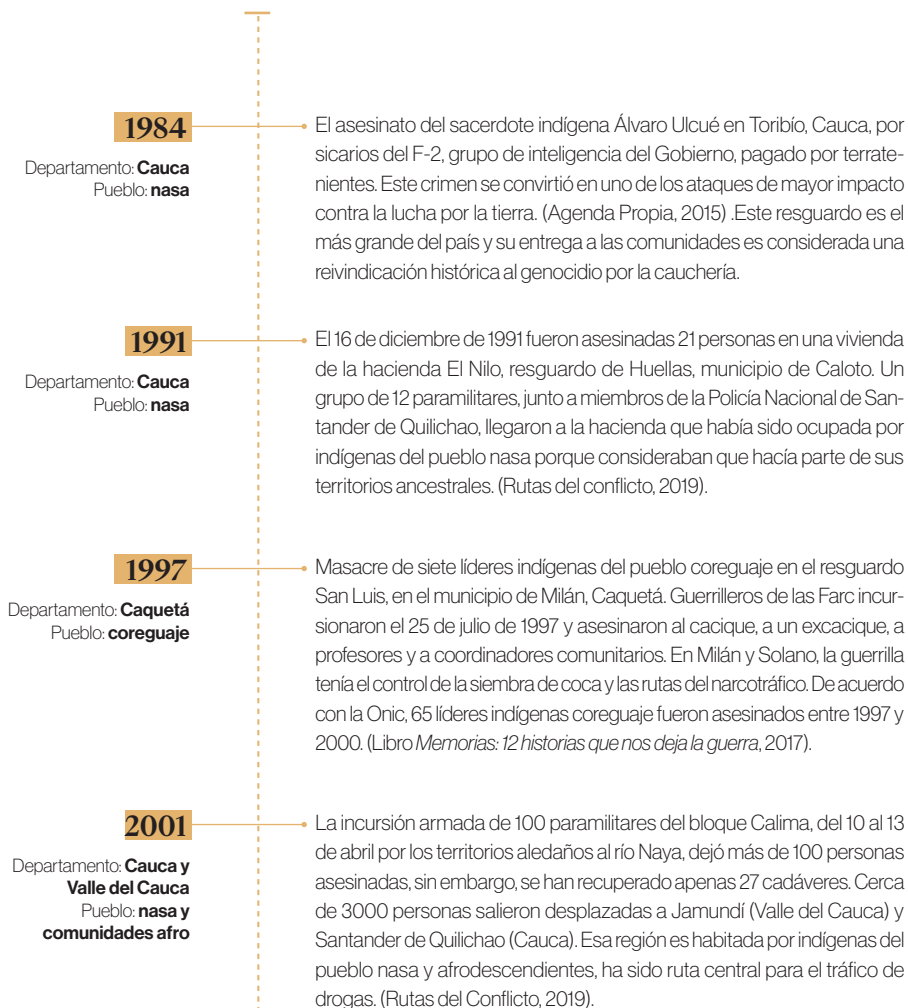 1984
Departamento: Cauca
Pueblo: nasa
El asesinato del sacerdote indígena Álvaro Ulcué en Toribío, Cauca, por
sicarios del F-2, grupo de inteligencia del Gobierno, pagado por terrate-
nientes. Este crimen se convirtió en uno de los ataques de mayor impacto
contra la lucha por la tierra. (Agenda Propia, 2015) .Este resguardo es el
más grande del país y su entrega a las comunidades es considerada una
reivindicación histórica al genocidio por la cauchería.
1991
Departamento: Cauca
Pueblo: nasa
El 16 de diciembre de 1991 fueron asesinadas 21 personas en una vivienda
de la hacienda El Nilo, resguardo de Huellas, municipio de Caloto. Un
grupo de 12 paramilitares, junto a miembros de la Policía Nacional de San-
tander de Quilichao, llegaron a la hacienda que había sido ocupada por
indígenas del pueblo nasa porque consideraban que hacía parte de sus
territorios ancestrales. (Rutas del conflicto, 2019).
1997
Departamento: Caquetá
Pueblo: coreguaje
Masacre de siete líderes indígenas del pueblo coreguaje en el resguardo
San Luis, en el municipio de Milán, Caquetá. Guerrilleros de las Farc incur-
sionaron el 25 de julio de 1997 y asesinaron al cacique, a un excacique, a
profesores y a coordinadores comunitarios. En Milán y Solano, la guerrilla
tenía el control de la siembra de coca y las rutas del narcotráfico. De acuerdo
con la Onic, 65 líderes indígenas coreguaje fueron asesinados entre 1997 y
2000. (Libro Memorias: 12 historias que nos deja la guerra, 2017).
2001
Departamento: Cauca y
Valle del Cauca
Pueblo: nasa y
comunidades afro
La incursión armada de 100 paramilitares del bloque Calima, del 10 al 13
de abril por los territorios aledaños al río Naya, dejó más de 100 personas
asesinadas, sin embargo, se han recuperado apenas 27 cadáveres. Cerca
de 3000 personas salieron desplazadas a Jamundí (Valle del Cauca) y
Santander de Quilichao (Cauca). Esa región es habitada por indígenas del
pueblo nasa y afrodescendientes, ha sido ruta central para el tráfico de
drogas. (Rutas del Conflicto, 2019).